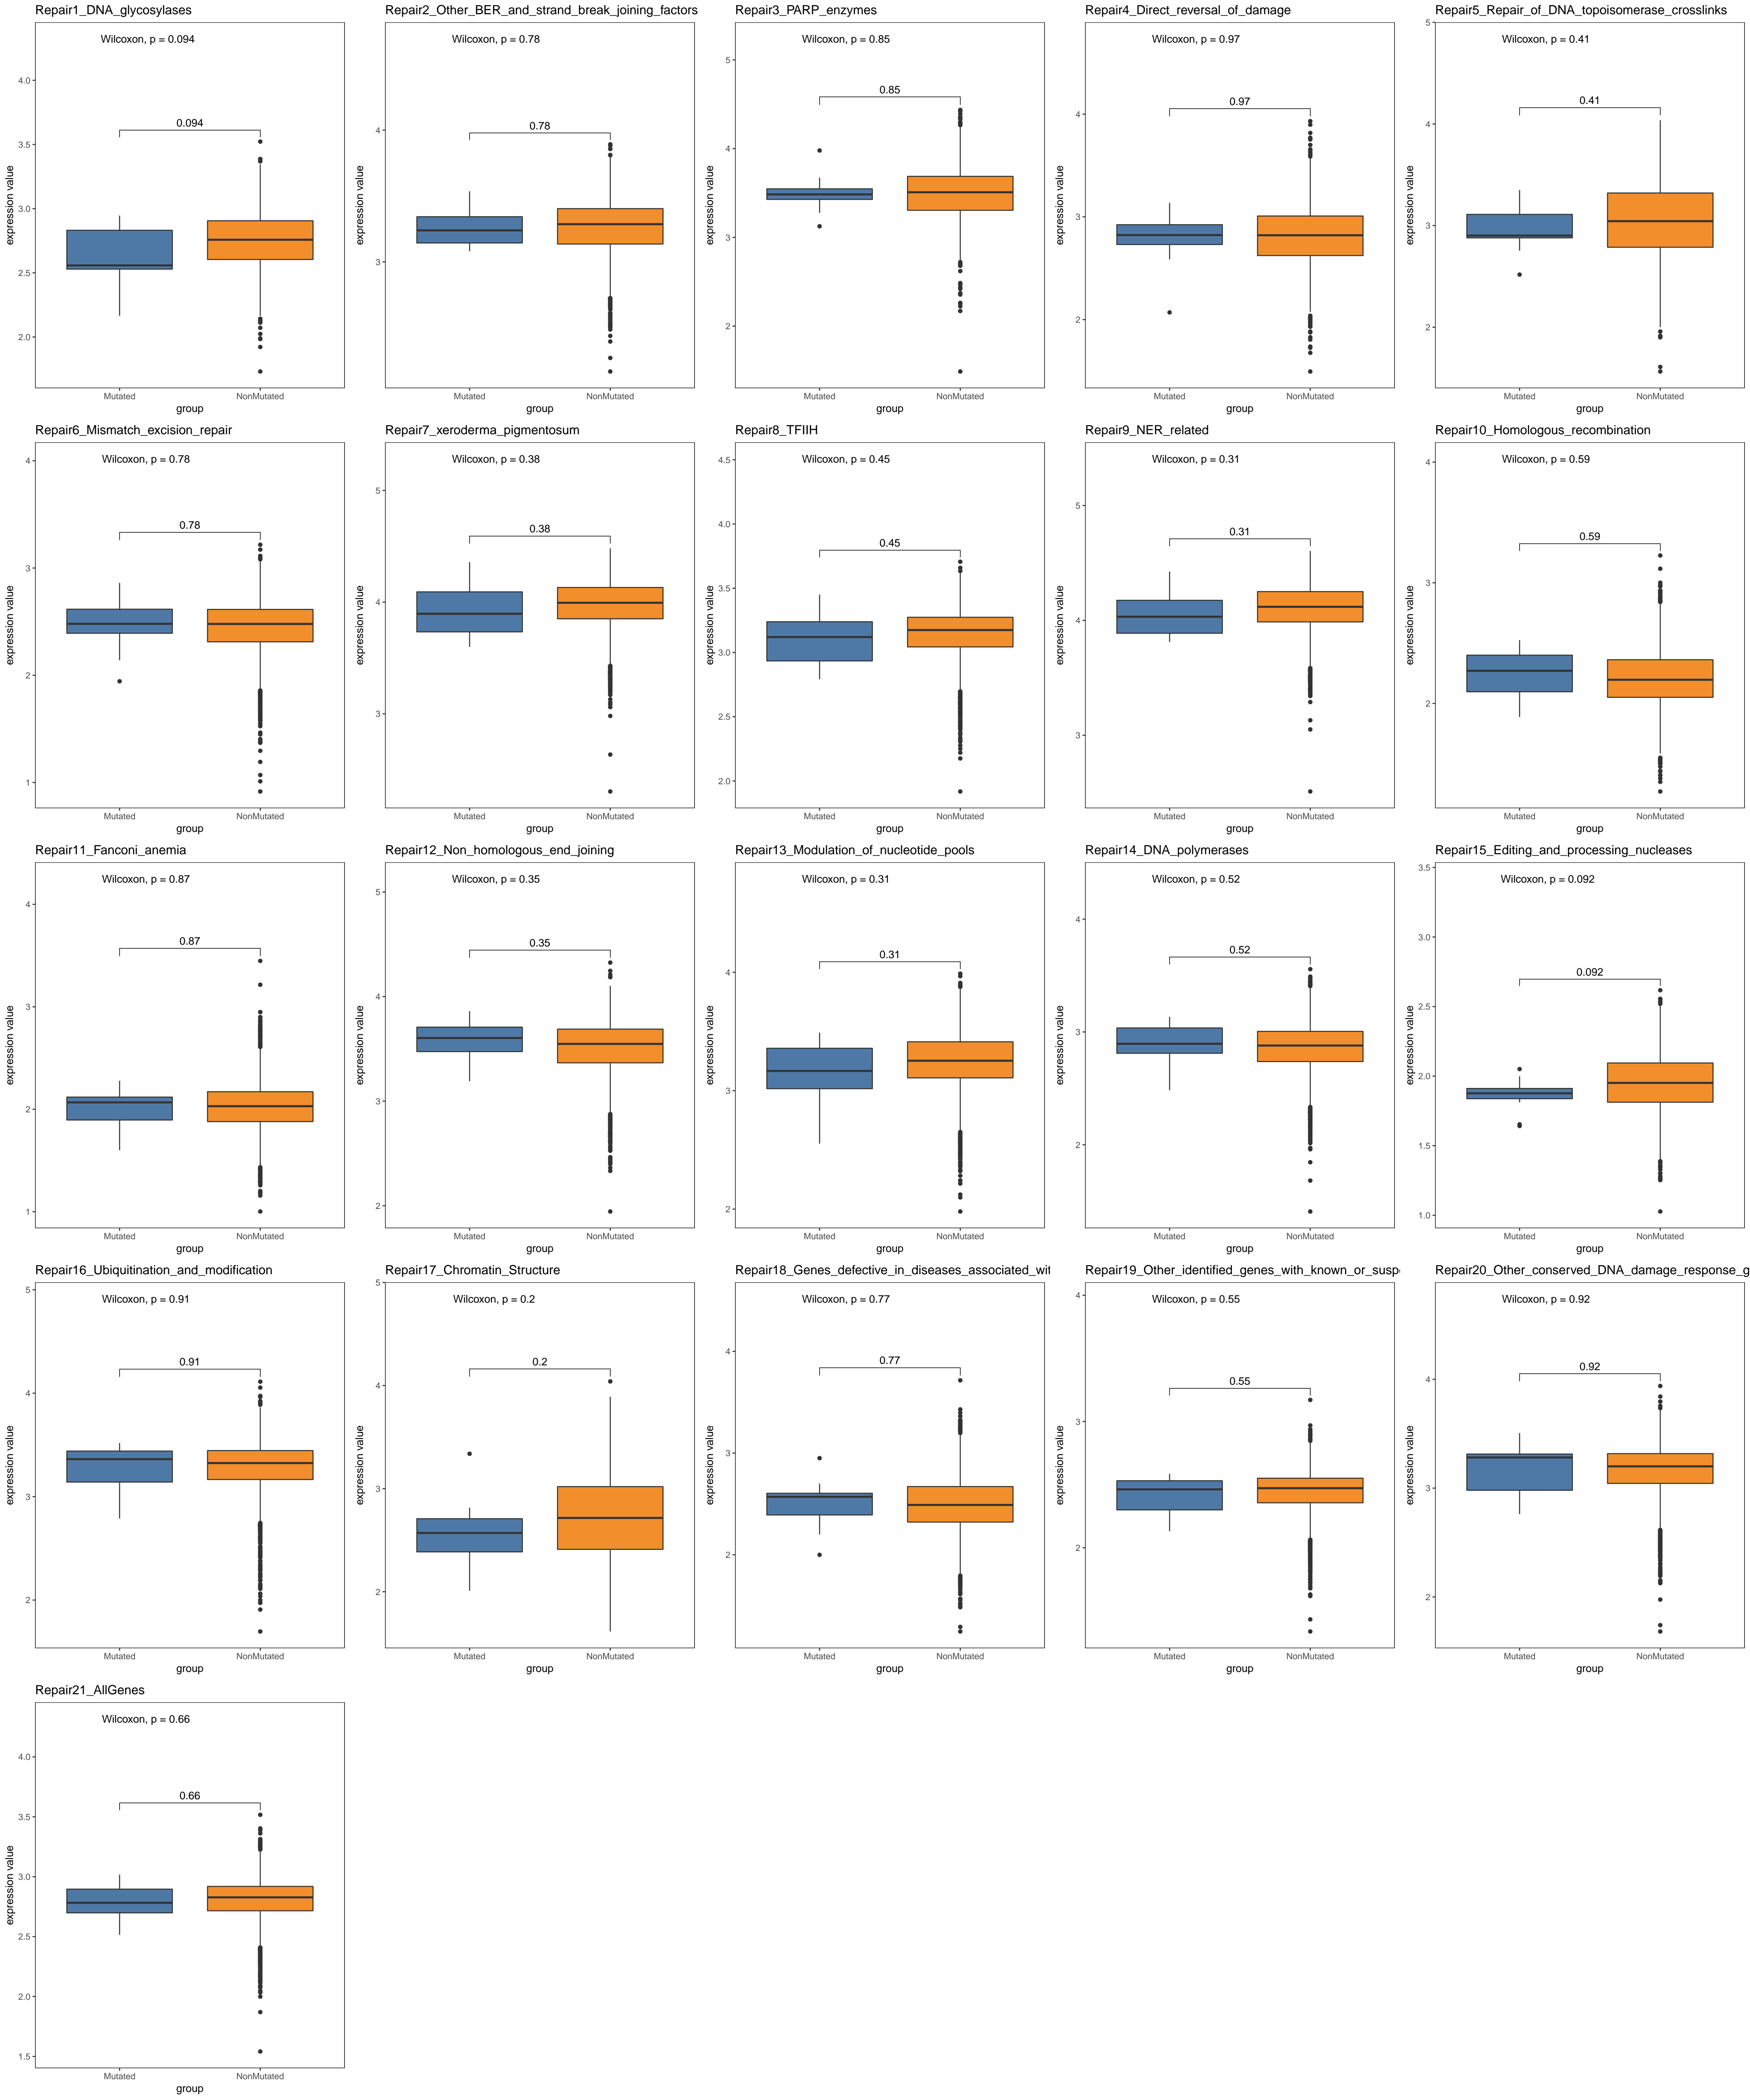 Repair1_DNA_glycosylases
Wilcoxon, p = 0.094
0.094
4.0
3.5
3.0
2.5
2.0
expression value
Mutated NonMutated
group
Repair2_Other_BER_and_strand_break_joining_factors
Wilcoxon, p = 0.78
0.78
4
3
expression value
Mutated NonMutated
group
Repair3_PARP_enzymes
Wilcoxon, p = 0.85
0.85
5
4
3
2
expression value
Mutated NonMutated
group
Repair4_Direct_reversal_of_damage
Wilcoxon, p = 0.97
0.97
4
3
2
expression value
Mutated NonMutated
group
Repair5_Repair_of_DNA_topoisomerase_crosslinks
Wilcoxon, p = 0.41
0.41
5
4
3
2
expression value
Mutated NonMutated
group
Repair6_Mismatch_excision_repair
Wilcoxon, p = 0.78
0.78
4
3
2
1
expression value
Mutated NonMutated
group
Repair7_xeroderma_pigmentosum
Wilcoxon, p = 0.38
0.38
5
4
3
expression value
Mutated NonMutated
group
Repair8_TFIIH
Wilcoxon, p = 0.45
0.45
4.5
4.0
3.5
3.0
2.5
2.0
expression value
Mutated NonMutated
group
Repair9_NER_related
Wilcoxon, p = 0.31
0.31
5
4
3
expression value
Mutated NonMutated
group
Repair10_Homologous_recombination
Wilcoxon, p = 0.59
0.59
4
3
2
expression value
Mutated NonMutated
group
Repair11_Fanconi_anemia
Wilcoxon, p = 0.87
0.87
4
3
2
1
expression value
Mutated NonMutated
group
Repair12_Non_homologous_end_joining
Wilcoxon, p = 0.35
0.35
5
4
3
2
expression value
Mutated NonMutated
group
Repair13_Modulation_of_nucleotide_pools
Wilcoxon, p = 0.31
0.31
4
3
2
expression value
Mutated NonMutated
group
Repair14_DNA_polymerases
Wilcoxon, p = 0.52
0.52
4
3
2
expression value
Mutated NonMutated
group
Repair15_Editing_and_processing_nucleases
Wilcoxon, p = 0.092
0.092
3.5
3.0
2.5
2.0
1.5
1.0
expression value
Mutated NonMutated
group
Repair16_Ubiquitination_and_modification
Wilcoxon, p = 0.91
0.91
5
4
3
2
expression value
Mutated NonMutated
group
Repair17_Chromatin_Structure
Wilcoxon, p = 0.2
0.2
5
4
3
2
expression value
Mutated NonMutated
group
Repair18_Genes_defective_in_diseases_associated_wit
Wilcoxon, p = 0.77
0.77
4
3
2
expression value
Mutated NonMutated
group
Repair19_Other_identified_genes_with_known_or_susp
Wilcoxon, p = 0.55
0.55
4
3
2
expression value
Mutated NonMutated
group
Repair20_Other_conserved_DNA_damage_response_g
Wilcoxon, p = 0.92
0.92
4
3
2
expression value
Mutated NonMutated
group
Repair21_AllGenes
Wilcoxon, p = 0.66
0.66
4.0
3.5
3.0
2.5
2.0
1.5
expression value
Mutated NonMutated
group